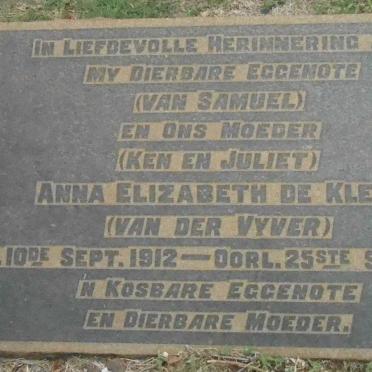 IN LIEFDEVOLLE HERINNERING
MY DIERBARE EGGENOTE
(VAN SAMUEL)
EN ONS MOEDER
(KEN EN JULIET)
ANNA ELIZABETH DE KLE
(VAN DER VYVER)
. 10DE SEPT. 1912 — OORL. 25STE S
'N KOSBARE EGGENOTE
EN DIERBARE MOEDER.